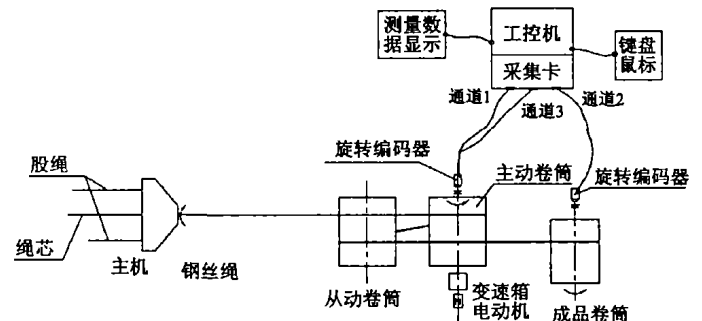 测量数
据显示
工控机
采集卡
键盘
鼠标
通道1
通道3
通道2
旋转编码器
主动卷筒
旋转编码器
股绳
绳芯
主机
钢丝绳
从动卷筒
变速箱
电动机
成品卷筒